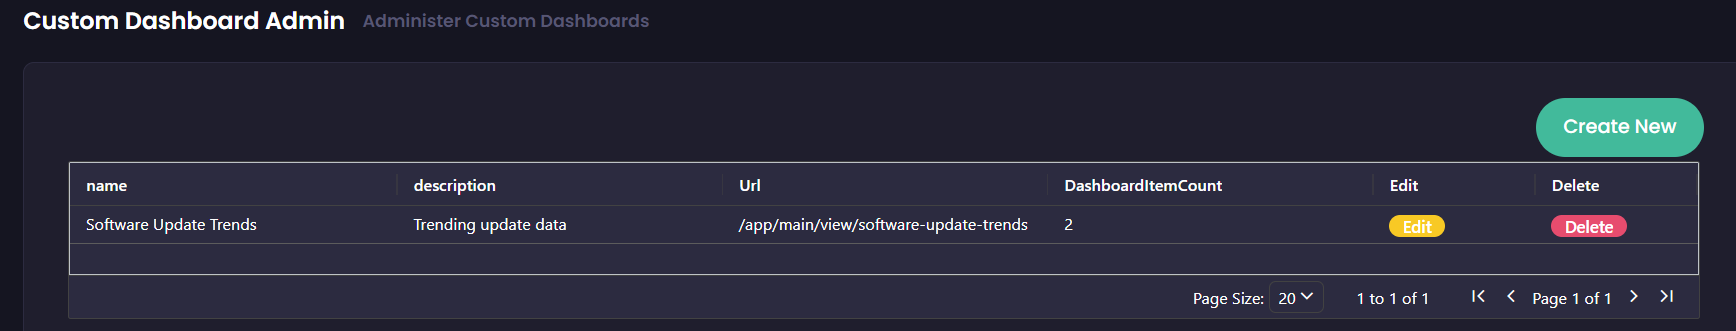 Custom Dashboard Admin Administer Custom Dashboards
Create New
name description Url DashboardItemCount Edit Delete
Software Update Trends Trending update data /app/main/view/software-update-trends 2 Edit Delete
Page Size: 20 1 to 1 of 1 Page 1 of 1